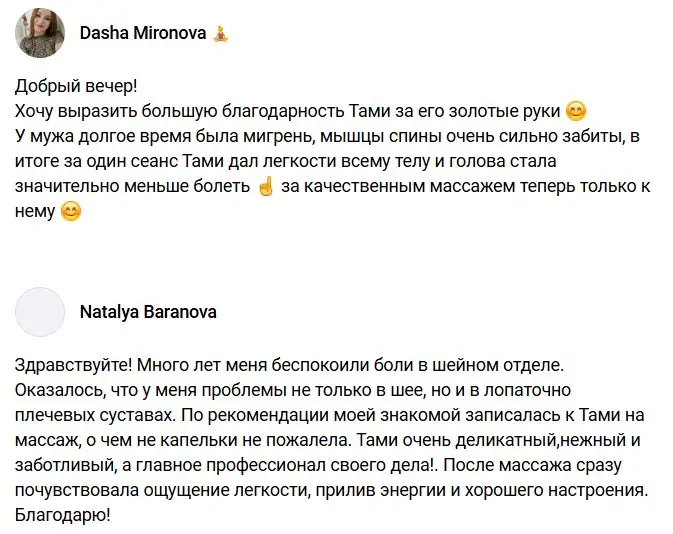 Dasha Mironova 🧘
Добрый вечер!
Хочу выразить большую благодарность Тами за его золотые руки 😊
У мужа долгое время была мигрень, мышцы спины очень сильно забиты, в
итоге за один сеанс Тами дал легкости всему телу и голова стала
значительно меньше болеть ☝ за качественным массажем теперь только к
нему 😊
Natalya Baranova
Здравствуйте! Много лет меня беспокоили боли в шейном отделе.
Оказалось, что у меня проблемы не только в шее, но и в лопаточно
плечевых суставах. По рекомендации моей знакомой записалась к Тами на
массаж, о чем не капельки не пожалела. Тами очень деликатный,нежный и
заботливый, а главное профессионал своего дела!. После массажа сразу
почувствовала ощущение легкости, прилив энергии и хорошего настроения.
Благодарю!